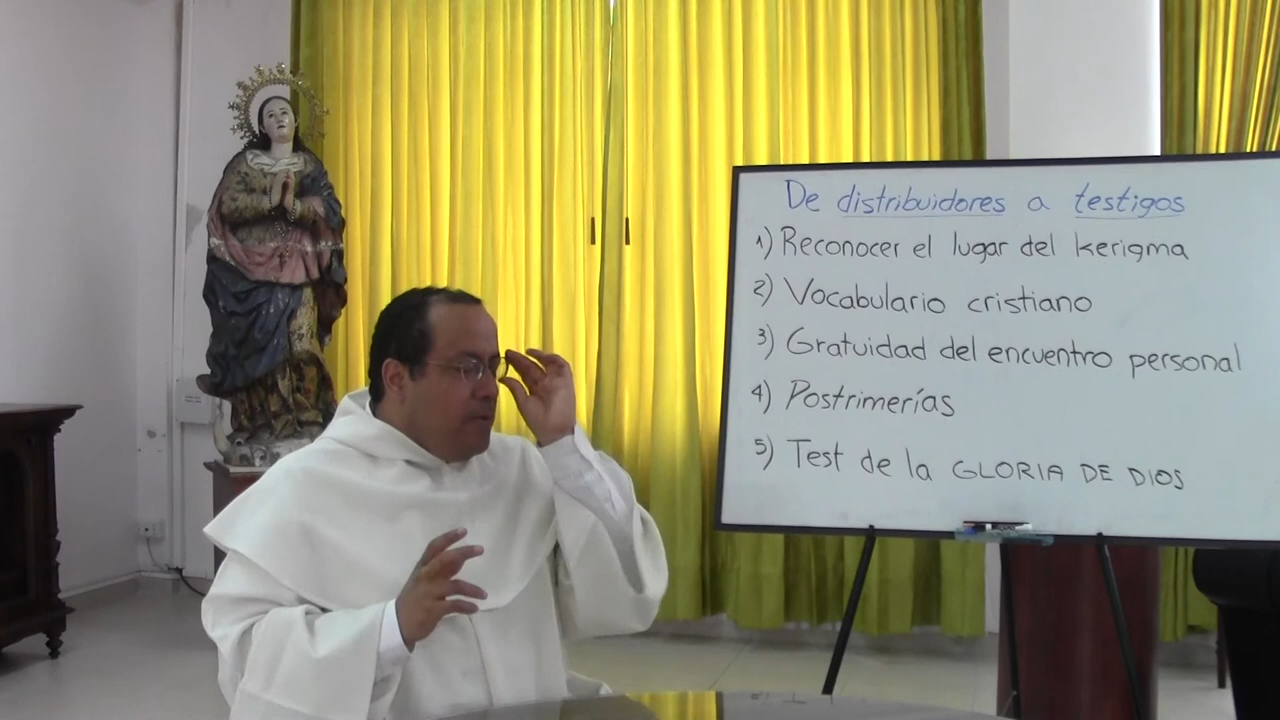 De distribuidores a testigos
1) Reconocer el lugar del kerigma
2) Vocabulario cristiano
3) Gratuidad del encuentro personal
4) Postrimerías
5) Test de la GLORIA DE DIOS